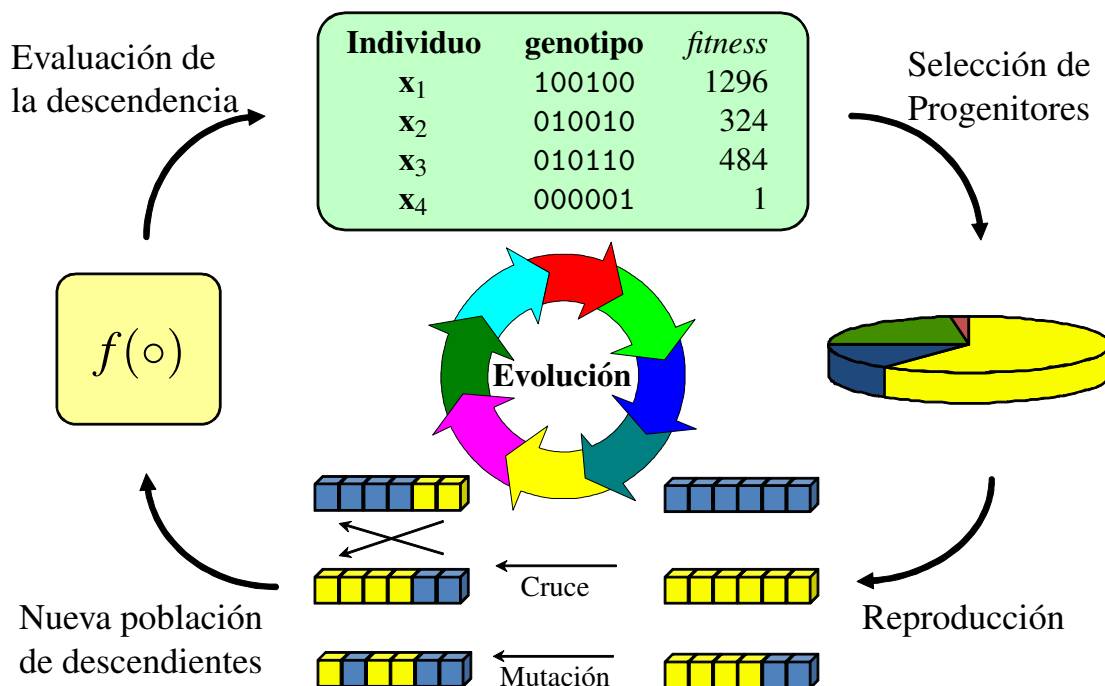 Evaluación de
la descendencia
Individuo genotipo fitness
x1 100100 1296
x2 010010 324
x3 010110 484
x4 000001 1
Selección de
Progenitores
f(∘)
Evolución
Cruce
Mutación
Reproducción
Nueva población
de descendientes